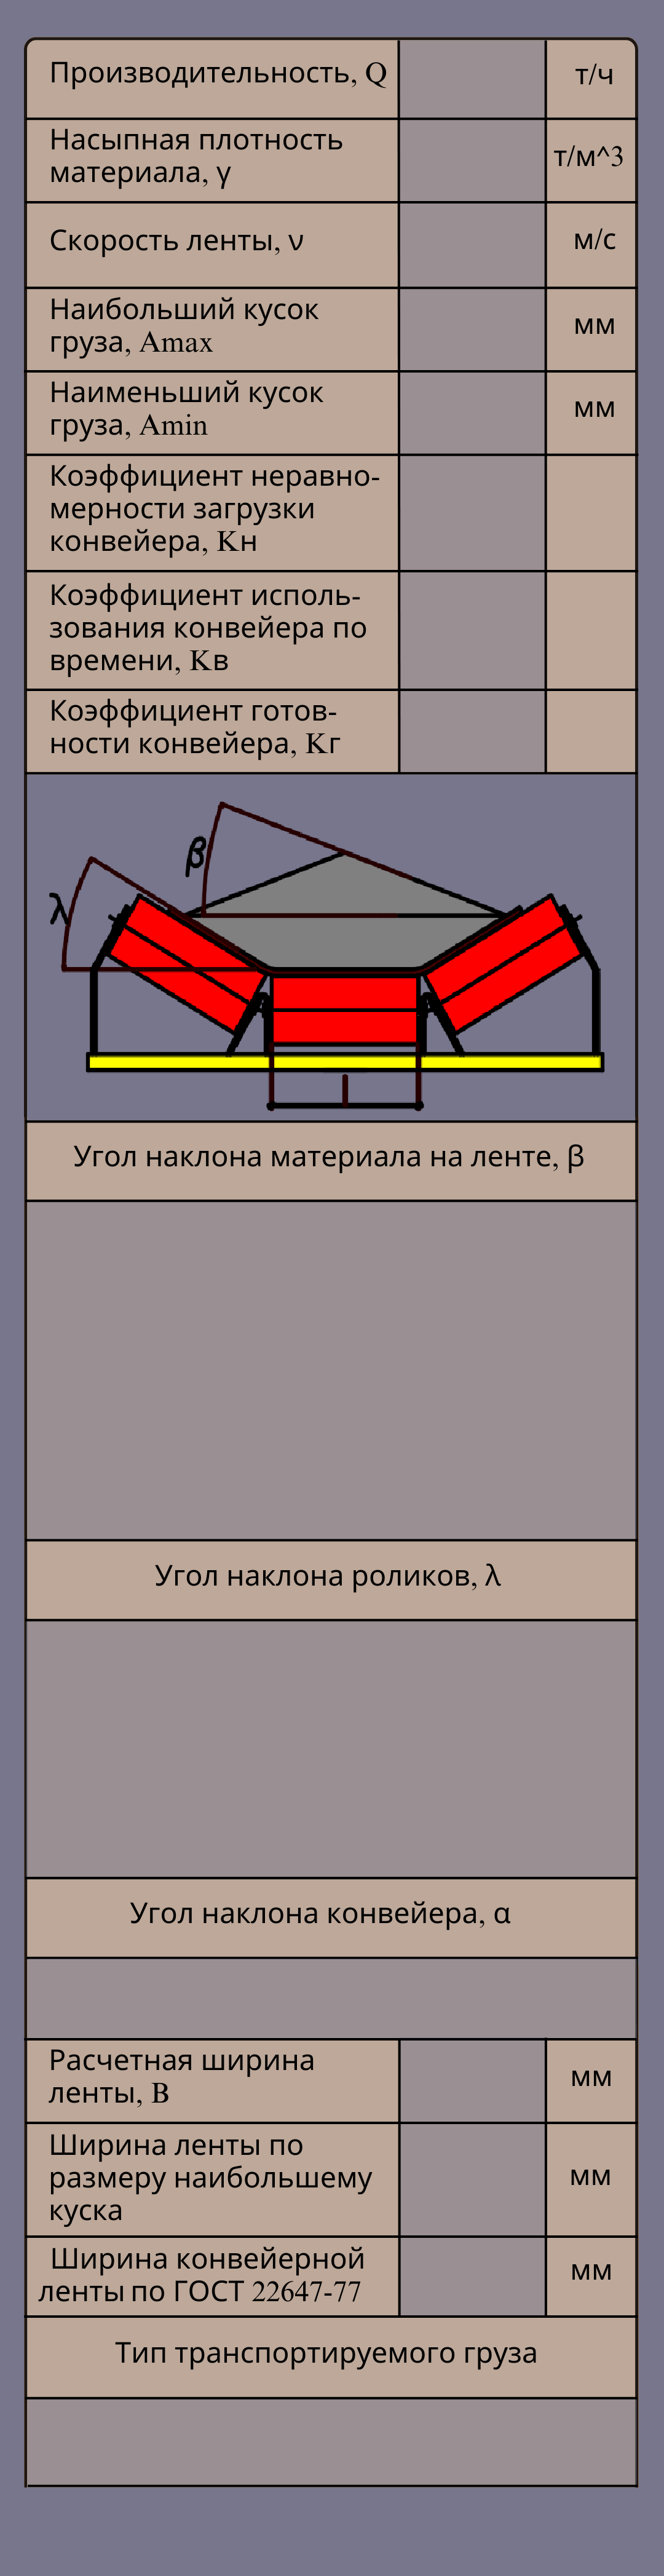 Производительность, Q
т/ч
Насыпная плотность
материала, γ
т/м^3
Скорость ленты, ν
м/с
Наибольший кусок
груза, Amax
мм
Наименьший кусок
груза, Amin
мм
Коэффициент неравно-
мерности загрузки
конвейера, Kн
Коэффициент исполь-
зования конвейера по
времени, Kв
Коэффициент готов-
ности конвейера, Kг
β
λ
Угол наклона материала на ленте, β
Угол наклона роликов, λ
Угол наклона конвейера, α
Расчетная ширина
ленты, B
мм
Ширина ленты по
размеру наибольшему
куска
мм
Ширина конвейерной
ленты по ГОСТ 22647-77
мм
Тип транспортируемого груза